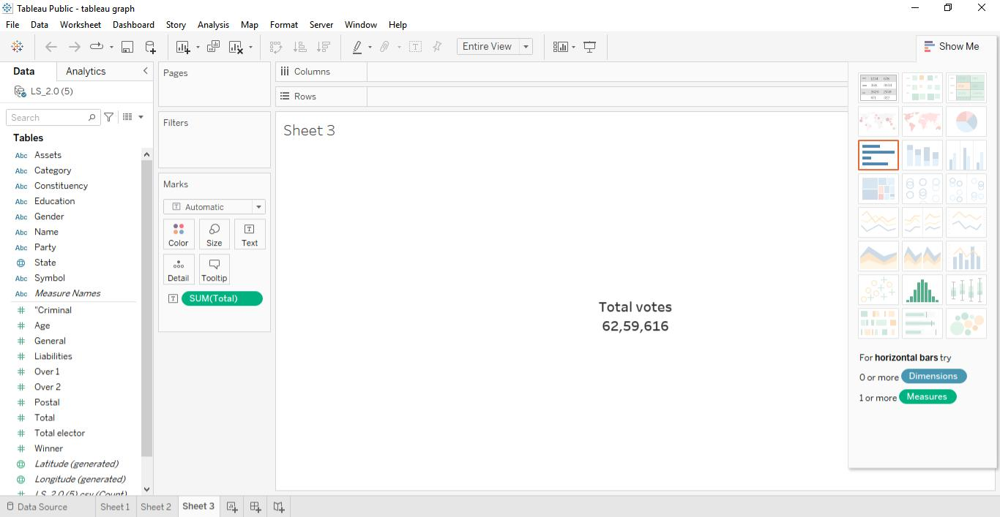 Tableau Public - tableau graph
File Data Worksheet Dashboard Story Analysis Map Format Server Window Help
Entire View
Show Me
Data Analytics
LS_2.0 (5)
Search
Tables
Abc Assets
Abc Category
Abc Constituency
Abc Education
Abc Gender
Abc Name
Abc Party
State
Abc Symbol
Abc Measure Names
"Criminal
Age
General
Liabilities
Over 1
Over 2
Postal
Total
Total elector
Winner
Latitude (generated)
Longitude (generated)
LS_2.0 (5).csv (Count)
Pages
Filters
Marks
Automatic
Color Size Text
Detail Tooltip
SUM(Total)
Columns
Rows
Sheet 3
Total votes
62,59,616
For horizontal bars try
0 or more Dimensions
1 or more Measures
Data Source Sheet 1 Sheet 2 Sheet 3